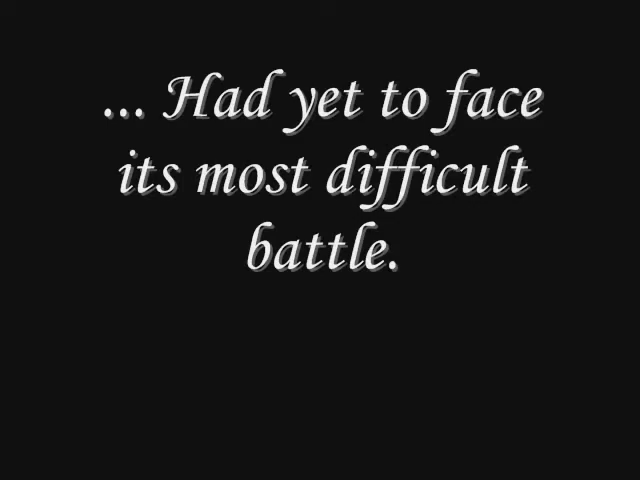 ... Had yet to face
its most difficult
battle.